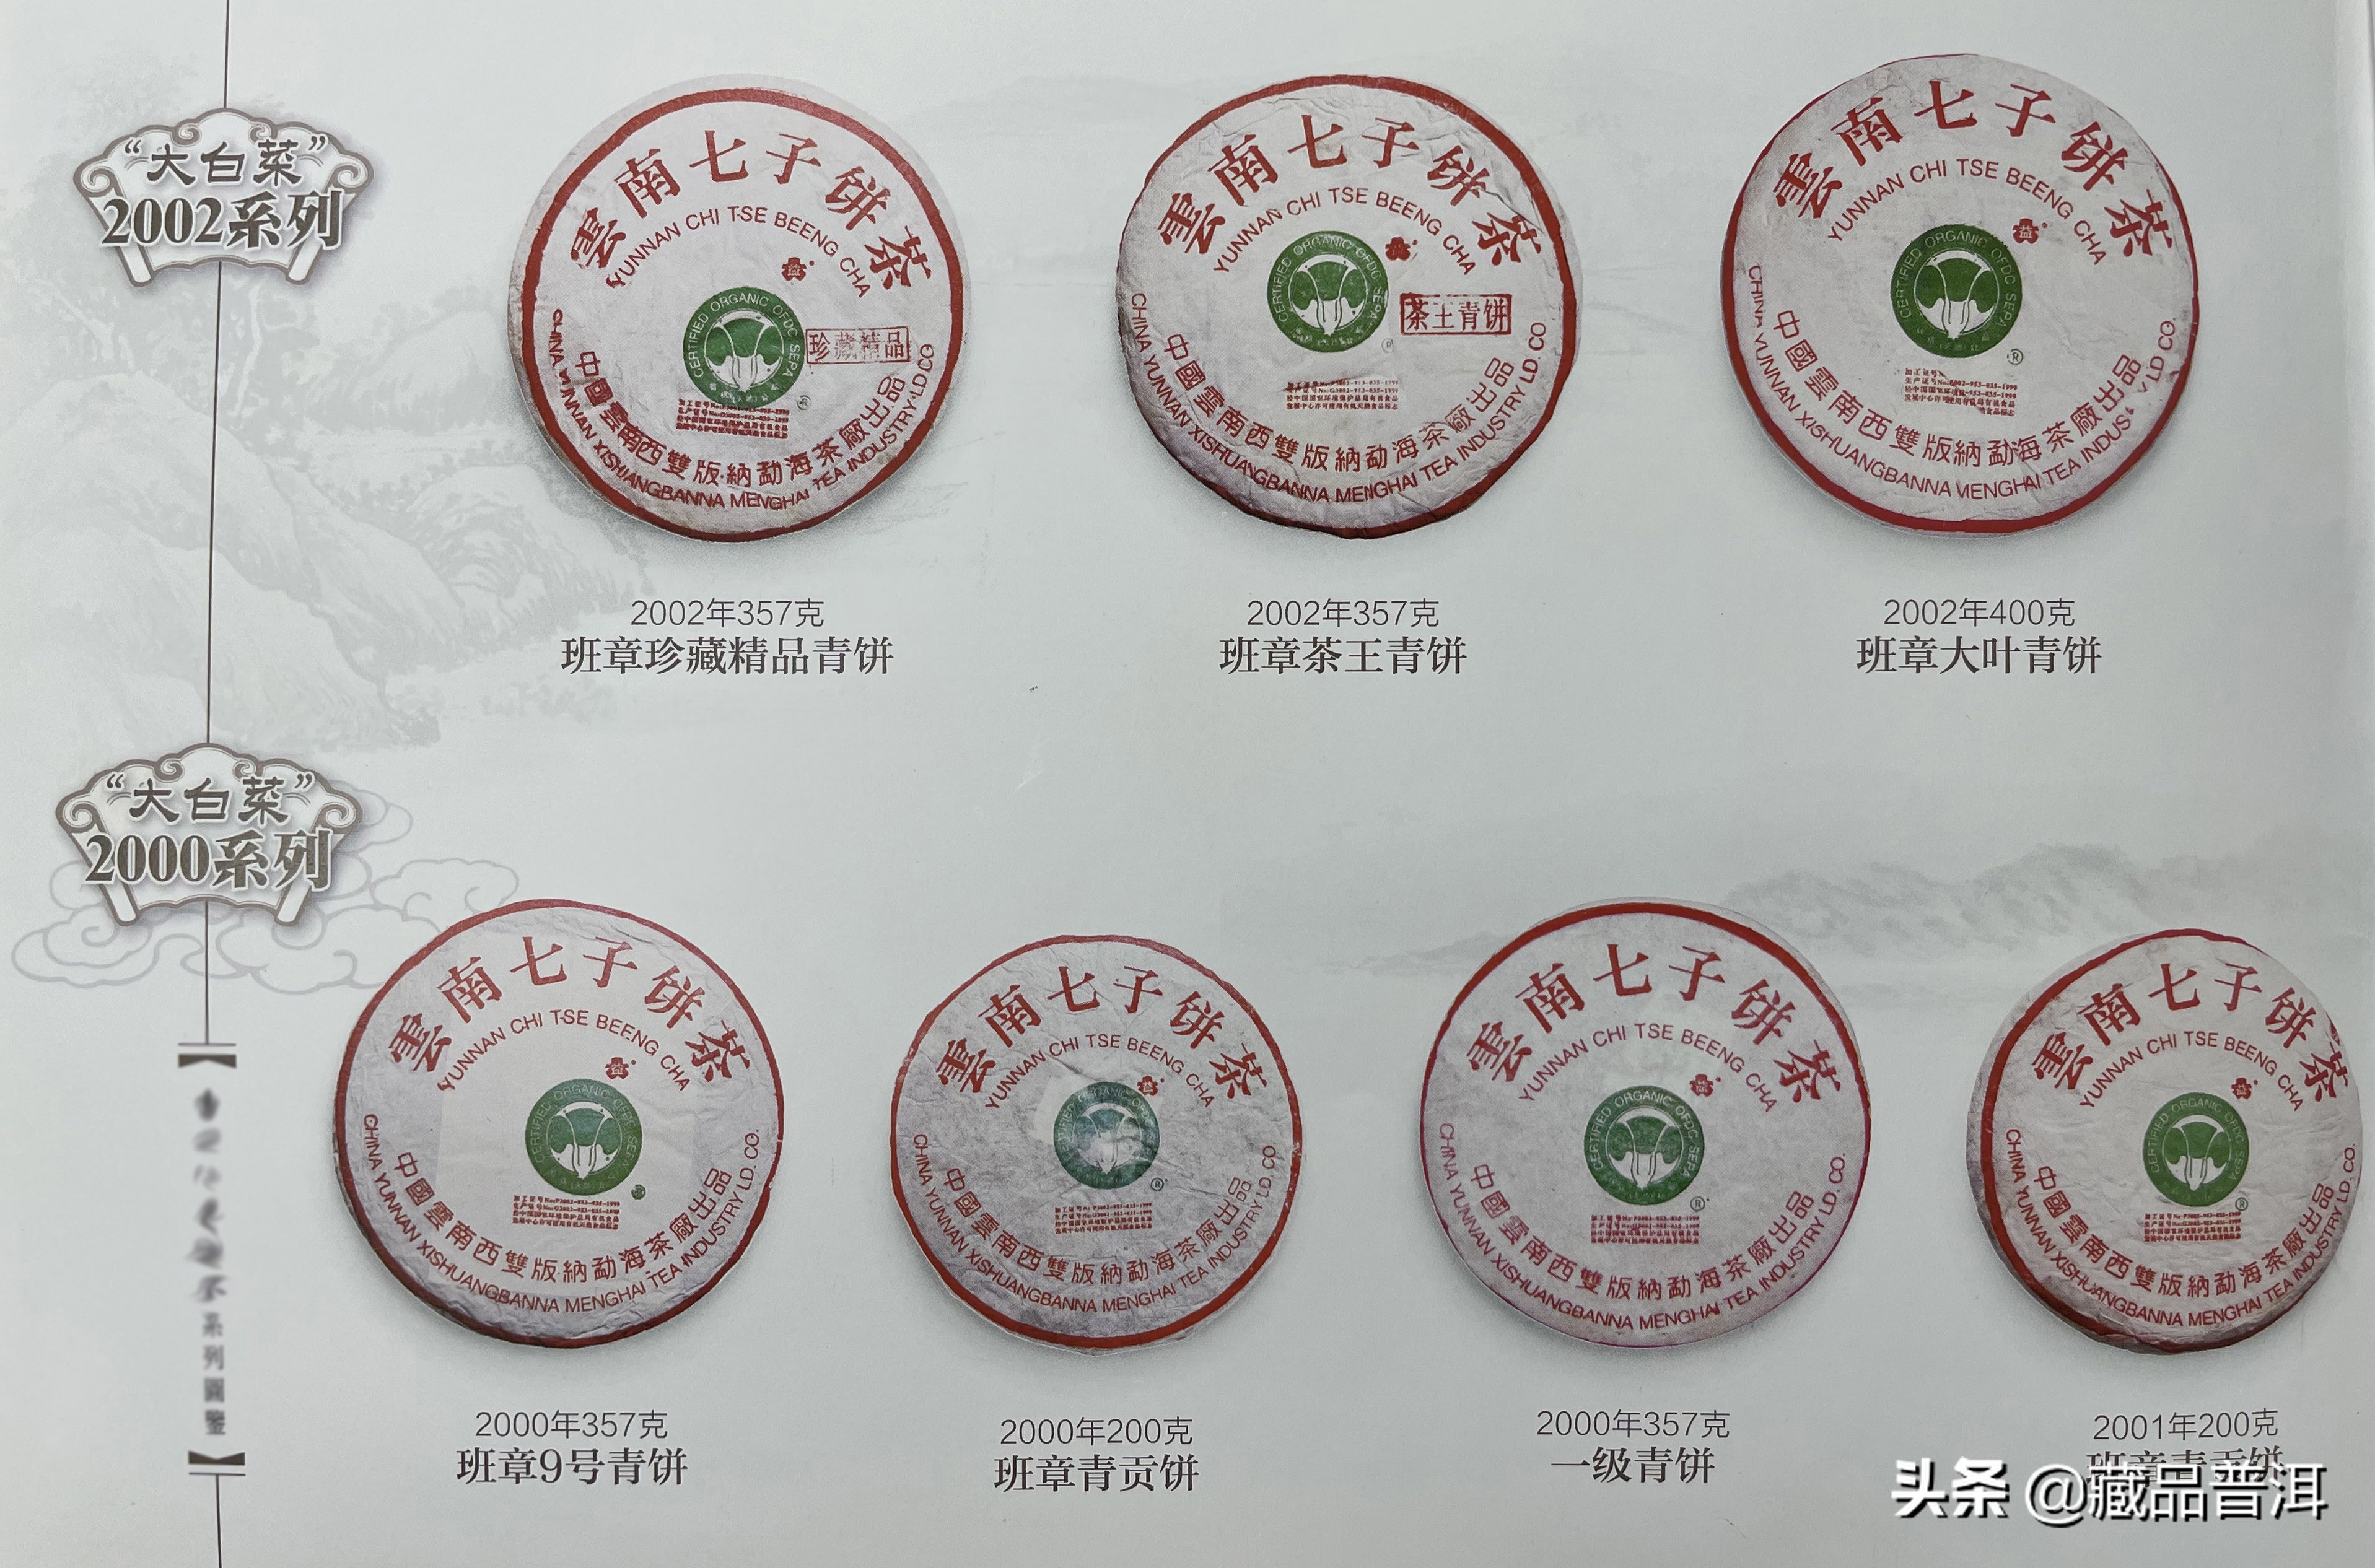 “大白菜”
2002系列
雲南七子餅茶
YUNNAN CHI TSE BEENG CHA
益
CERTIFIED ORGANIC OFDC SEPA
珍藏精品
中國雲南西雙版納勐海茶廠出品
CHINA YUNNAN XISHUANGBANNA MENGHAI TEA INDUSTRY LD.CO
2002年357克
班章珍藏精品青饼
雲南七子餅茶
YUNNAN CHI TSE BEENG CHA
CERTIFIED ORGANIC OFDC SEPA
茶王青饼
中國雲南西雙版納勐海茶廠出品
CHINA YUNNAN XISHUANGBANNA MENGHAI TEA INDUSTRY LD.CO
2002年357克
班章茶王青饼
雲南七子餅茶
YUNNAN CHI TSE BEENG CHA
益
CERTIFIED ORGANIC OFDC SEPA
®
中國雲南西雙版納勐海茶廠出品
CHINA YUNNAN XISHUANGBANNA MENGHAI TEA
2002年400克
班章大叶青饼
“大白菜”
2000系列
雲南七子餅茶
YUNNAN CHI TSE BEENG CHA
益
CERTIFIED ORGANIC OFDC SEPA
中國雲南西雙版納勐海茶廠出品
CHINA YUNNAN XISHUANGBANNA MENGHAI TEA INDUSTRY LD.CO.
2000年357克
班章9号青饼
雲南七子餅茶
YUNNAN CHI TSE BEENG CHA
益
®
中國雲南西雙版納勐海茶廠出品
CHINA YUNNAN XISHUANGBANNA MENGHAI TEA INDUSTRY LD.CO
2000年200克
班章青贡饼
雲南七子餅茶
YUNNAN CHI TSE BEENG CHA
益
CERTIFIED ORGANIC OFDC SEPA
®
中國雲南西雙版納勐海茶廠出品
CHINA YUNNAN XISHUANGBANNA MENGHAI TEA INDUSTRY LD.CO.
2000年357克
一级青饼
雲南七子餅茶
YUNNAN CHI TSE BEENG CHA
益
CERTIFIED ORGANIC OFDC SEPA
®
中國雲南西雙版納勐海茶廠出品
CHINA YUNNAN XISHUANGBANNA MENGHAI TEA INDUSTRY LD.CO.
2001年200克
班章青贡饼
系列圖鑒
头条 @藏品普洱